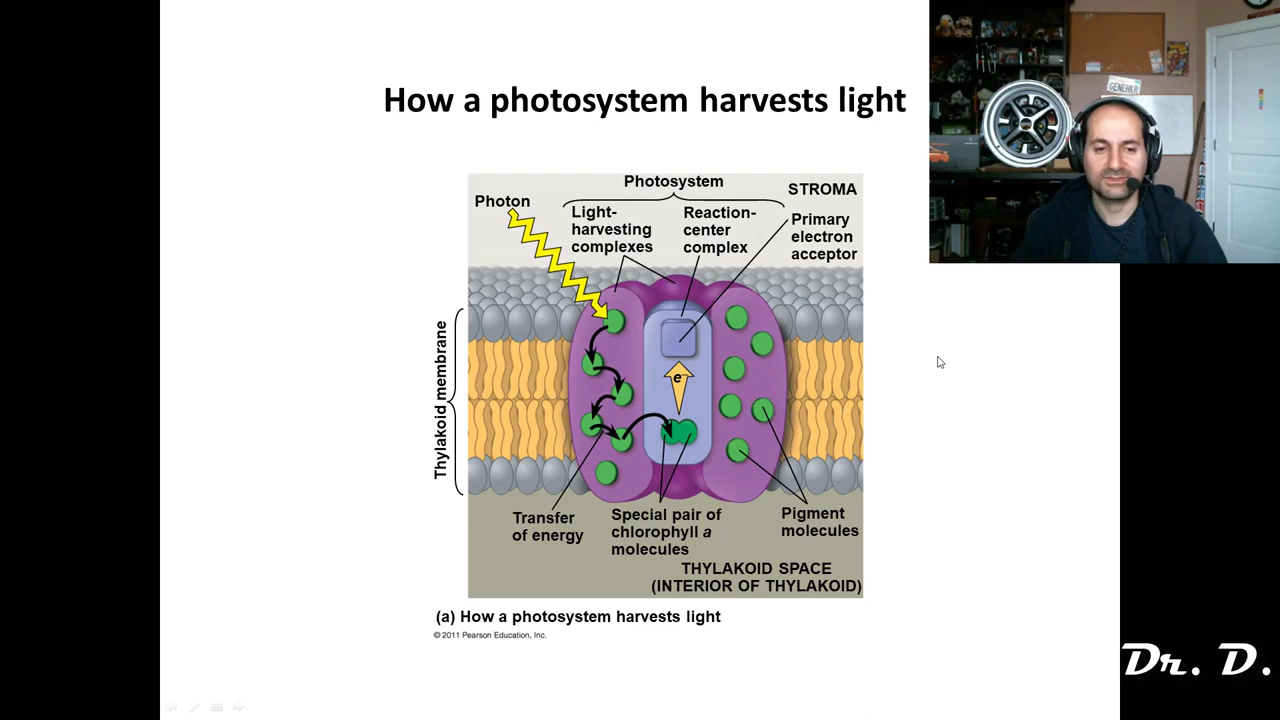 How a photosystem harvests light
GENEHKR
Photosystem
STROMA
Photon
Light-
harvesting
complexes
Reaction-
center
complex
Primary
electron
acceptor
Thylakoid membrane
e⁻
Transfer
of energy
Special pair of
chlorophyll a
molecules
Pigment
molecules
THYLAKOID SPACE
(INTERIOR OF THYLAKOID)
(a) How a photosystem harvests light
© 2011 Pearson Education, Inc.
Dr. D.